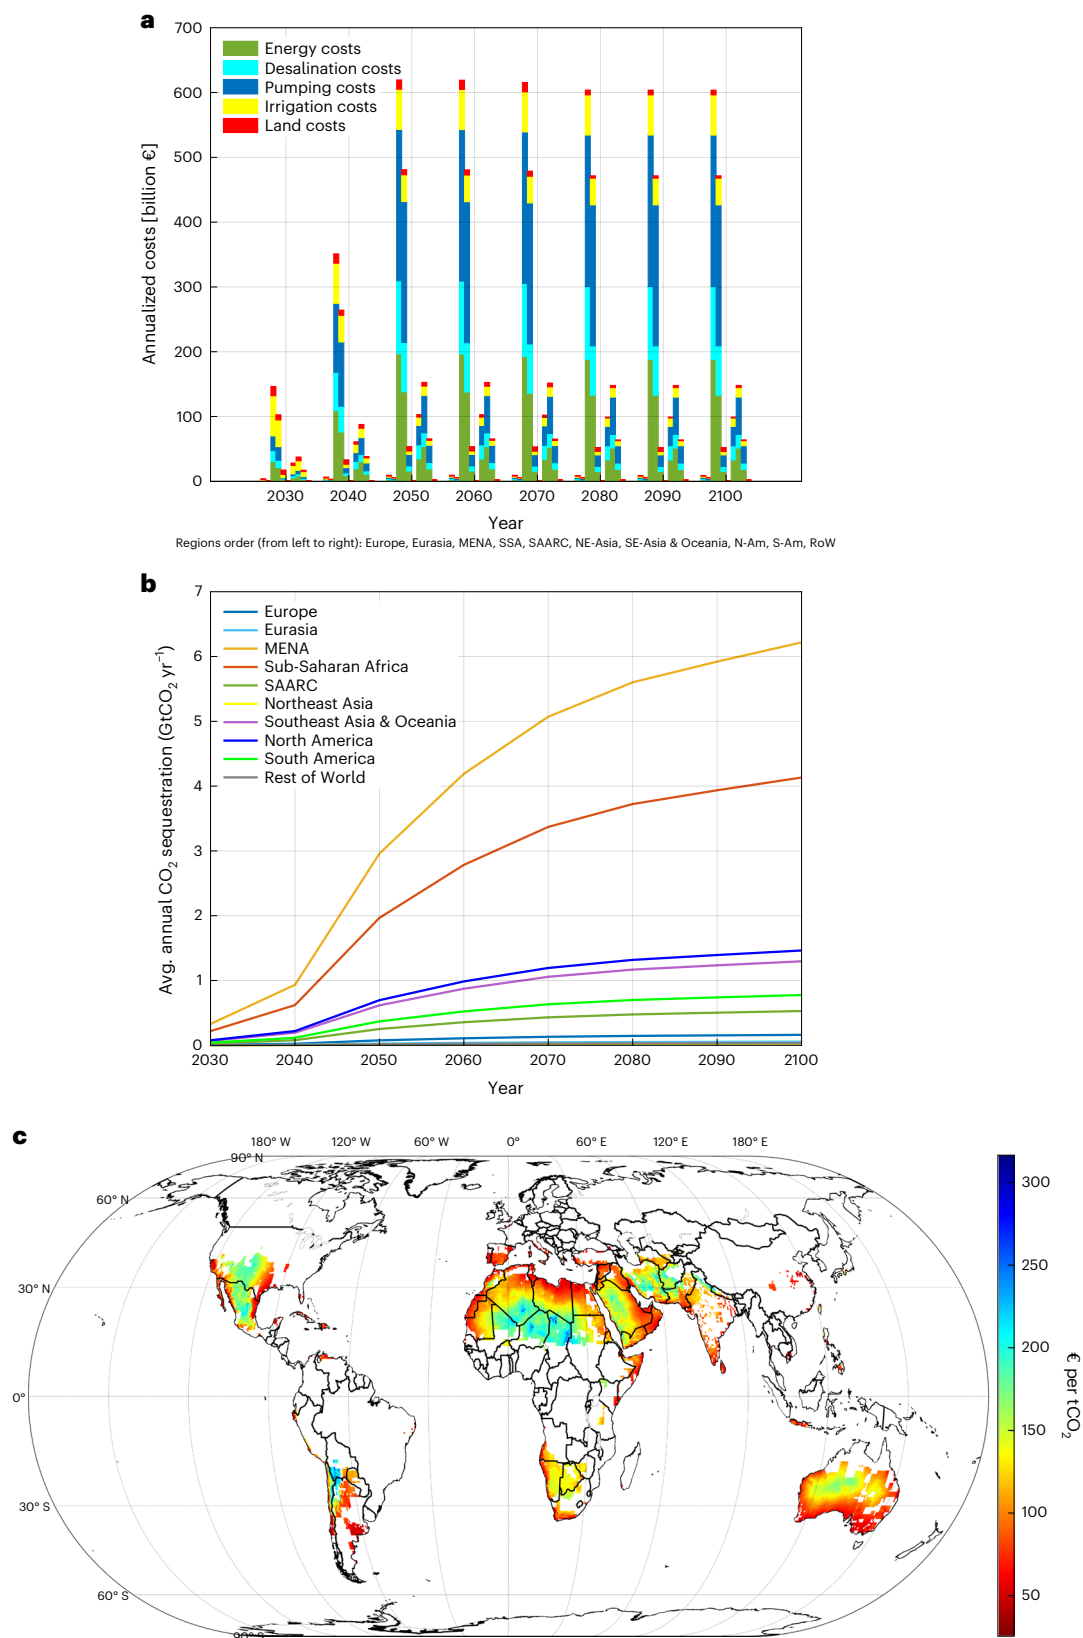 a
700
600
500
400
300
200
100
0
Annualized costs [billion €]
Energy costs
Desalination costs
Pumping costs
Irrigation costs
Land costs
2030 2040 2050 2060 2070 2080 2090 2100
Year
Regions order (from left to right): Europe, Eurasia, MENA, SSA, SAARC, NE-Asia, SE-Asia & Oceania, N-Am, S-Am, RoW
b
7
6
5
4
3
2
1
0
Avg. annual CO₂ sequestration (GtCO₂ yr⁻¹)
Europe
Eurasia
MENA
Sub-Saharan Africa
SAARC
Northeast Asia
Southeast Asia & Oceania
North America
South America
Rest of World
2030 2040 2050 2060 2070 2080 2090 2100
Year
c
180° W 120° W 60° W 0° 60° E 120° E 180° E
90° N
60° N
30° N
0°
30° S
60° S
90° S
300
250
200
150
100
50
€ per tCO₂